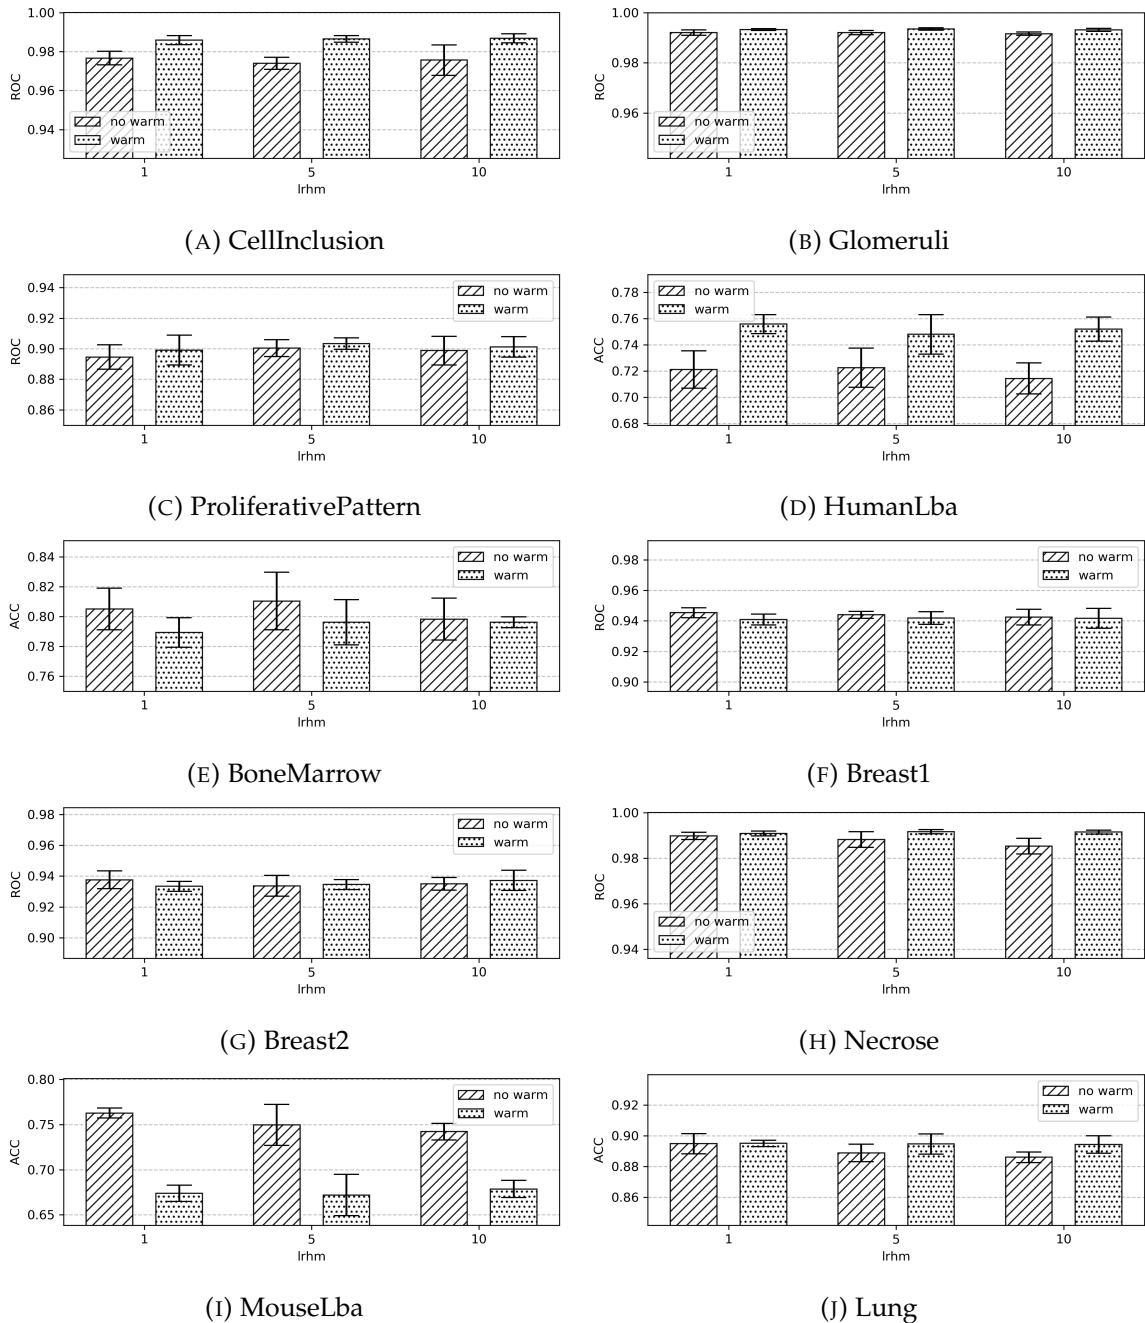 1.00
0.98
0.96
0.94
ROC
no warm
warm
1
5
10
lrhm
(A) CellInclusion
1.00
0.98
0.96
ROC
no warm
warm
1
5
10
lrhm
(B) Glomeruli
0.94
0.92
0.90
0.88
0.86
ROC
no warm
warm
1
5
10
lrhm
(C) ProliferativePattern
0.78
0.76
0.74
0.72
0.70
0.68
ACC
no warm
warm
1
5
10
lrhm
(D) HumanLba
0.84
0.82
0.80
0.78
0.76
ACC
no warm
warm
1
5
10
lrhm
(E) BoneMarrow
0.98
0.96
0.94
0.92
0.90
ROC
no warm
warm
1
5
10
lrhm
(F) Breast1
0.98
0.96
0.94
0.92
0.90
ROC
no warm
warm
1
5
10
lrhm
(G) Breast2
1.00
0.98
0.96
0.94
ROC
no warm
warm
1
5
10
lrhm
(H) Necrose
0.80
0.75
0.70
0.65
ACC
no warm
warm
1
5
10
lrhm
(I) MouseLba
0.92
0.90
0.88
0.86
ACC
no warm
warm
1
5
10
lrhm
(J) Lung